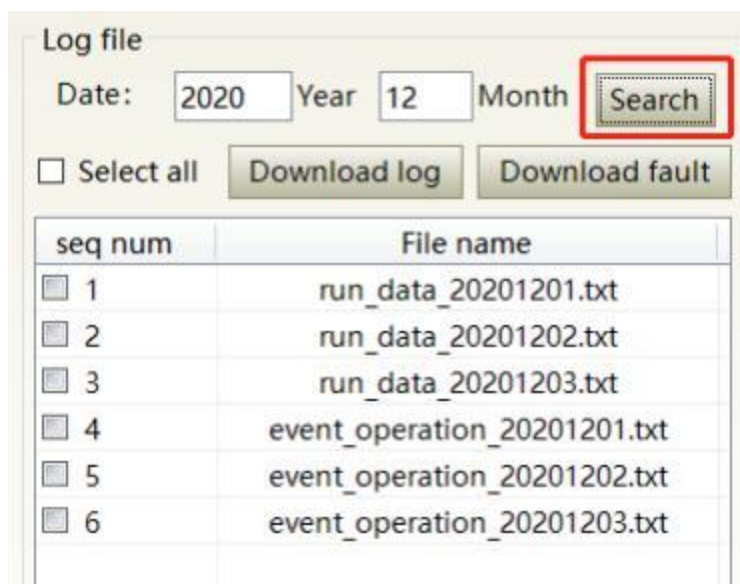 Log file
Date: 2020 Year 12 Month Search
Select all Download log Download fault
seq num File name
1 run_data_20201201.txt
2 run_data_20201202.txt
3 run_data_20201203.txt
4 event_operation_20201201.txt
5 event_operation_20201202.txt
6 event_operation_20201203.txt